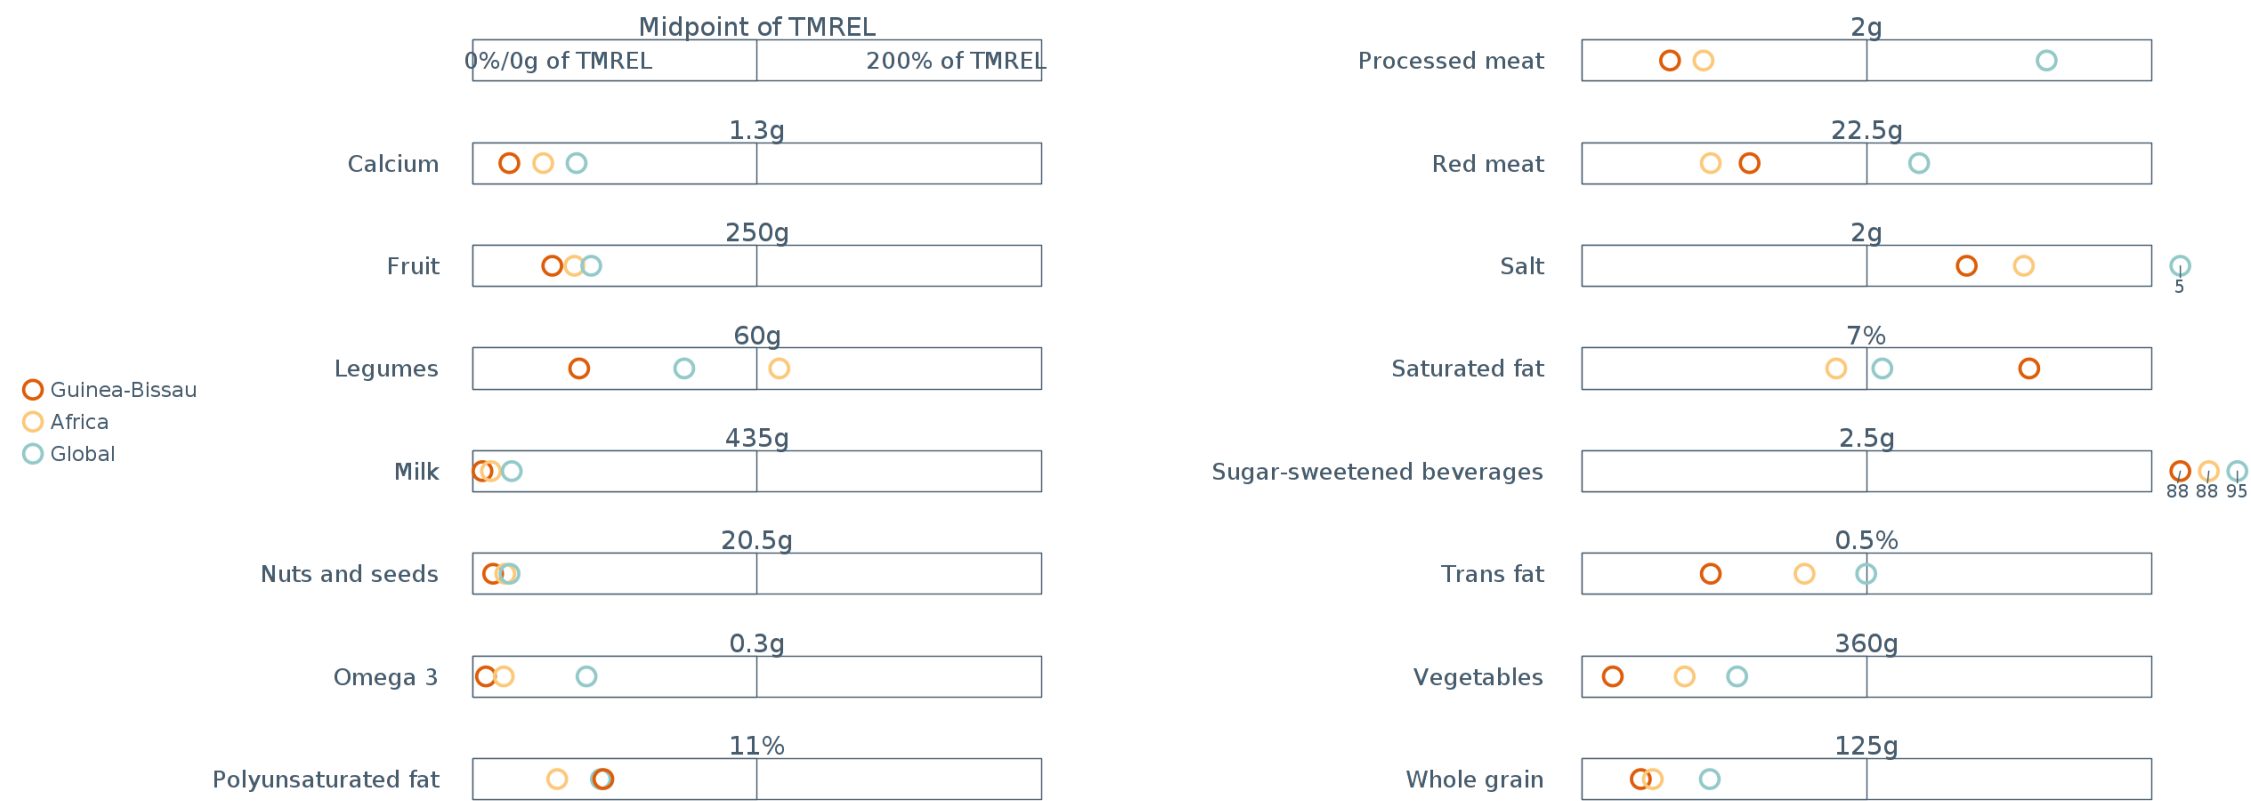 Midpoint of TMREL
0%/0g of TMREL
200% of TMREL
1.3g
Calcium
250g
Fruit
60g
Legumes
435g
Milk
20.5g
Nuts and seeds
0.3g
Omega 3
11%
Polyunsaturated fat
Guinea-Bissau
Africa
Global
2g
Processed meat
22.5g
Red meat
2g
Salt
5
7%
Saturated fat
2.5g
Sugar-sweetened beverages
88 88 95
0.5%
Trans fat
360g
Vegetables
125g
Whole grain